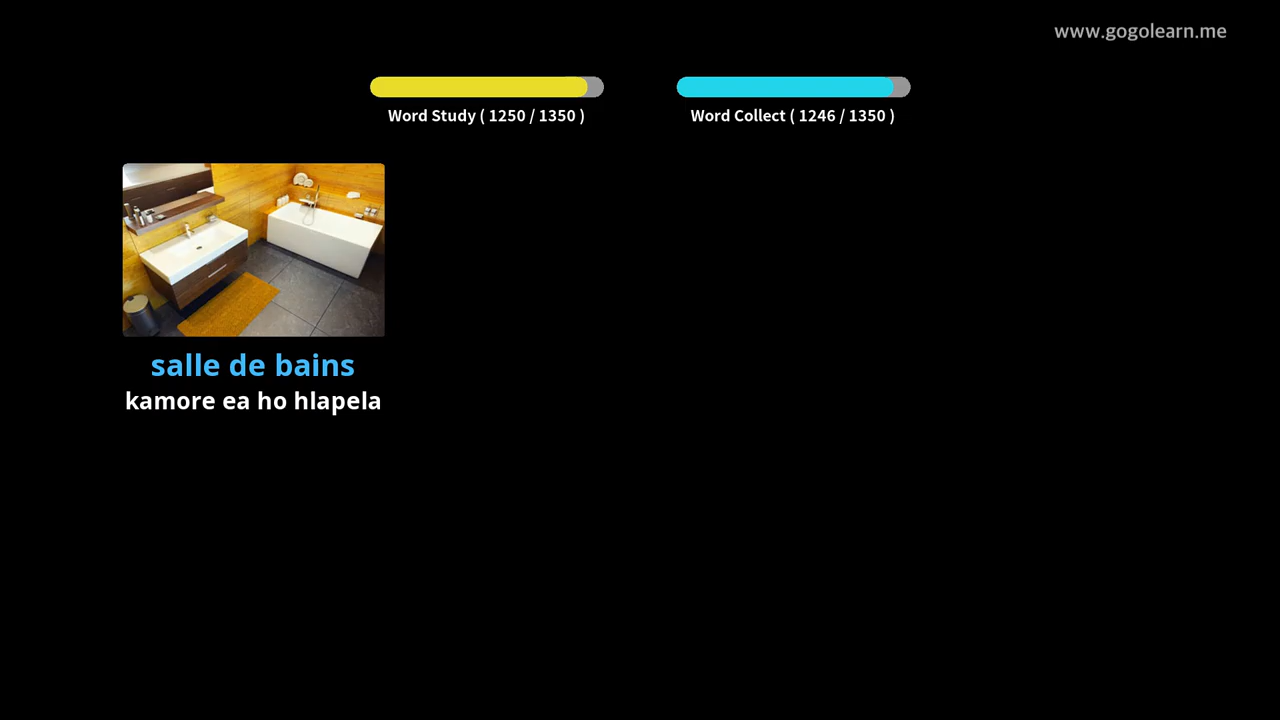 www.gogolearn.me
Word Study ( 1250 / 1350 )
Word Collect ( 1246 / 1350 )
salle de bains
kamore ea ho hlapela